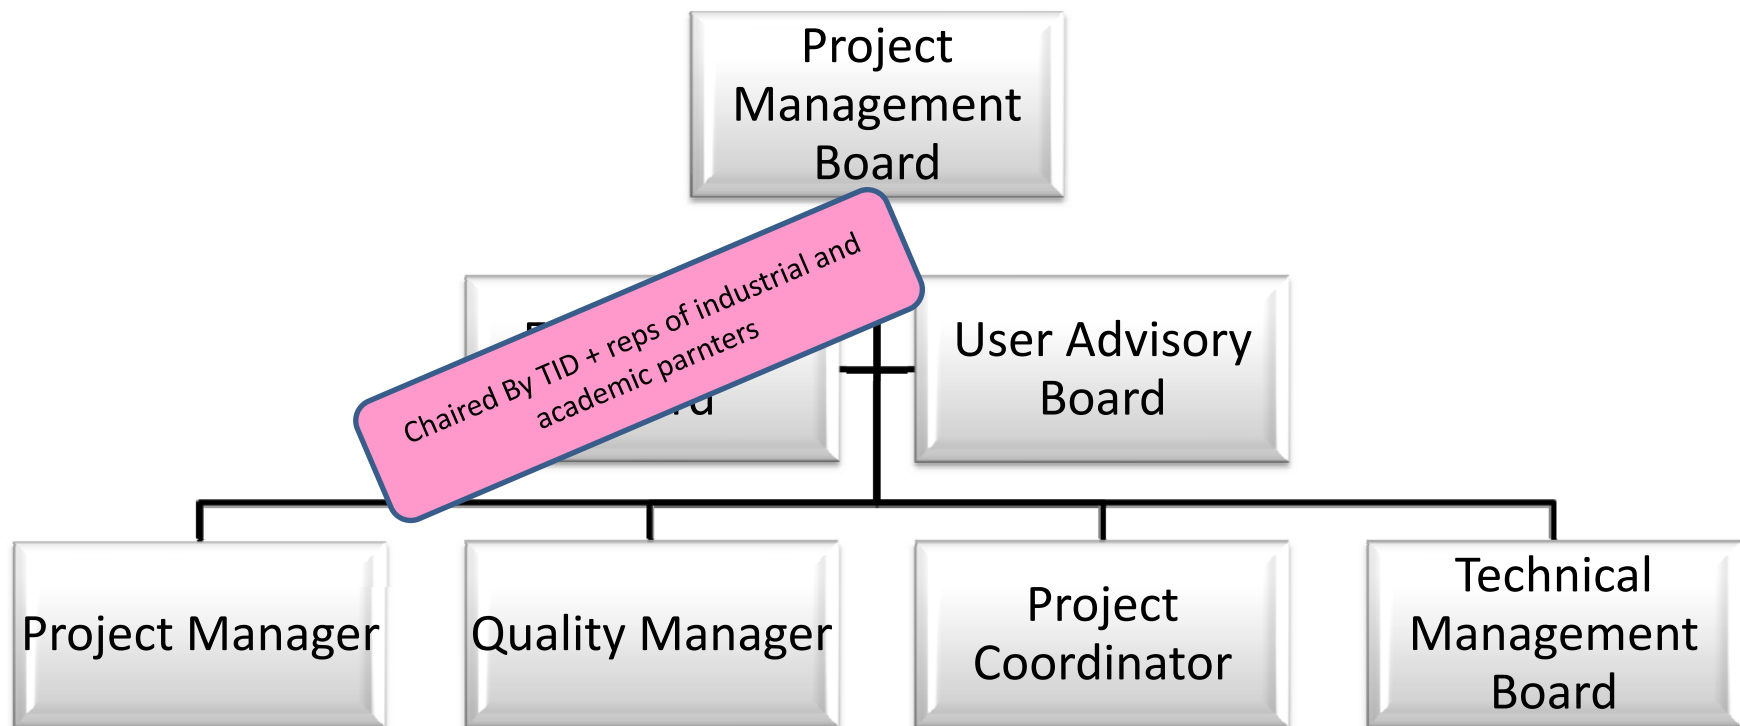 Project
Management
Board
Chaired By TID + reps of industrial and
academic parnters
User Advisory
Board
Project Manager
Quality Manager
Project
Coordinator
Technical
Management
Board